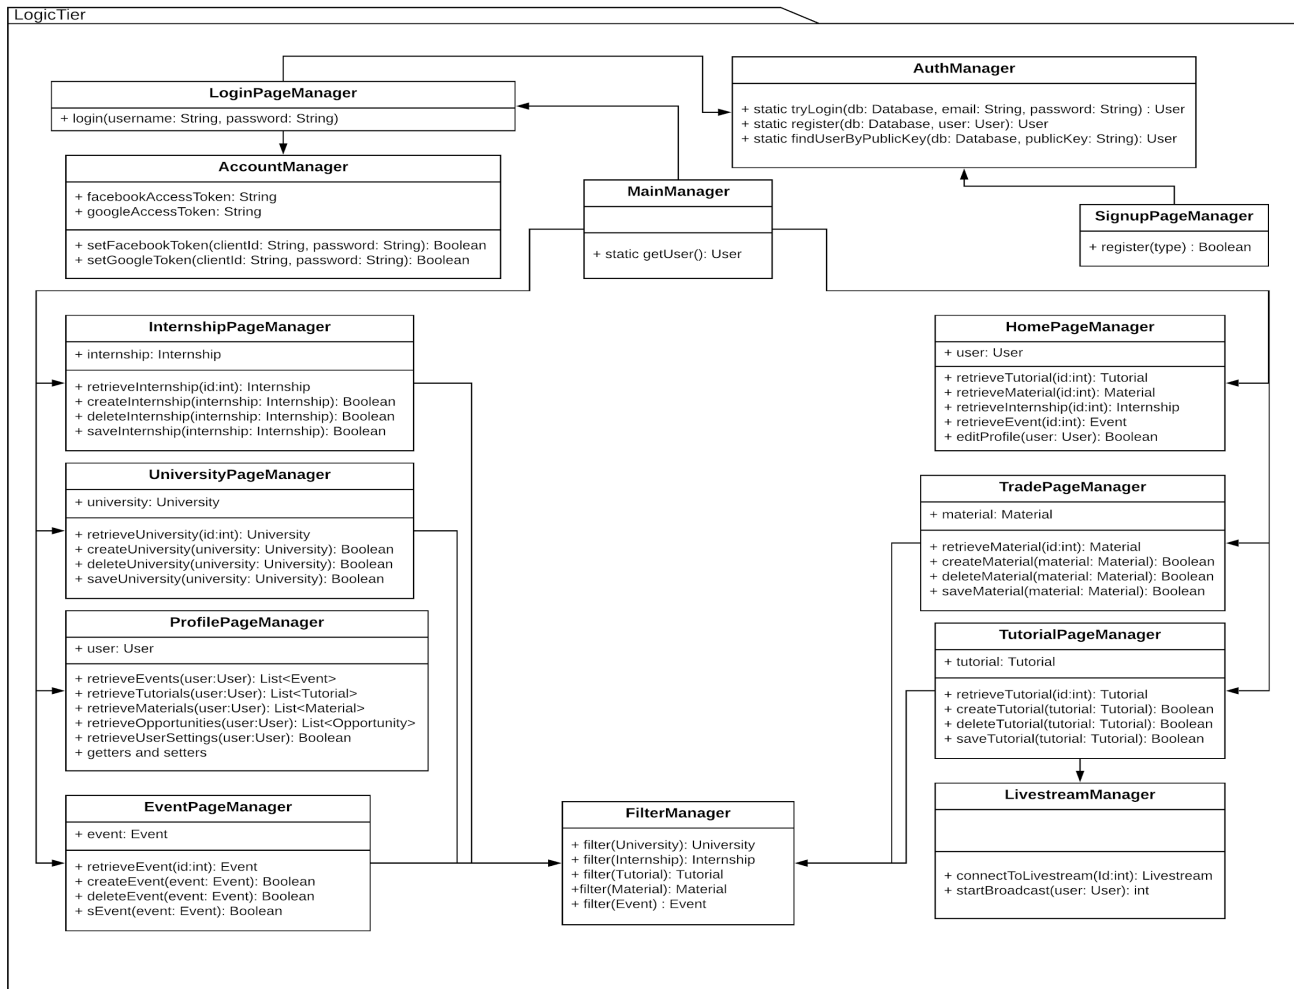 LogicTier
LoginPageManager
+ login(username: String, password: String)
AuthManager
+ static tryLogin(db: Database, email: String, password: String) : User
+ static register(db: Database, user: User): User
+ static findUserByPublicKey(db: Database, publicKey: String): User
AccountManager
+ facebookAccessToken: String
+ googleAccessToken: String
+ setFacebookToken(clientId: String, password: String): Boolean
+ setGoogleToken(clientId: String, password: String): Boolean
MainManager
+ static getUser(): User
SignupPageManager
+ register(type) : Boolean
InternshipPageManager
+ internship: Internship
+ retrieveInternship(id:int): Internship
+ createInternship(internship: Internship): Boolean
+ deleteInternship(internship: Internship): Boolean
+ saveInternship(internship: Internship): Boolean
HomePageManager
+ user: User
+ retrieveTutorial(id:int): Tutorial
+ retrieveMaterial(id:int): Material
+ retrieveInternship(id:int): Internship
+ retrieveEvent(id:int): Event
+ editProfile(user: User): Boolean
UniversityPageManager
+ university: University
+ retrieveUniversity(id:int): University
+ createUniversity(university: University): Boolean
+ deleteUniversity(university: University): Boolean
+ saveUniversity(university: University): Boolean
TradePageManager
+ material: Material
+ retrieveMaterial(id:int): Material
+ createMaterial(material: Material): Boolean
+ deleteMaterial(material: Material): Boolean
+ saveMaterial(material: Material): Boolean
ProfilePageManager
+ user: User
+ retrieveEvents(user:User): List<Event>
+ retrieveTutorials(user:User): List<Tutorial>
+ retrieveMaterials(user:User): List<Material>
+ retrieveOpportunities(user:User): List<Opportunity>
+ retrieveUserSettings(user:User): Boolean
+ getters and setters
TutorialPageManager
+ tutorial: Tutorial
+ retrieveTutorial(id:int): Tutorial
+ createTutorial(tutorial: Tutorial): Boolean
+ deleteTutorial(tutorial: Tutorial): Boolean
+ saveTutorial(tutorial: Tutorial): Boolean
EventPageManager
+ event: Event
+ retrieveEvent(id:int): Event
+ createEvent(event: Event): Boolean
+ deleteEvent(event: Event): Boolean
+ sEvent(event: Event): Boolean
FilterManager
+ filter(University): University
+ filter(Internship): Internship
+ filter(Tutorial): Tutorial
+filter(Material): Material
+ filter(Event) : Event
LivestreamManager
+ connectToLivestream(Id:int): Livestream
+ startBroadcast(user: User): int